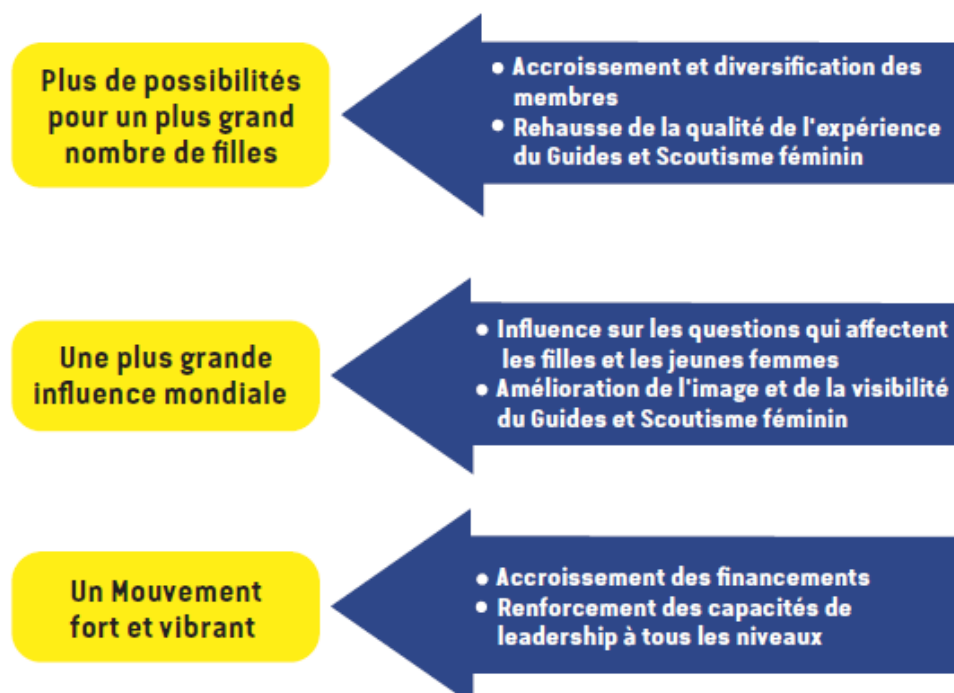 Plus de possibilités
pour un plus grand
nombre de filles
• Accroissement et diversification des
membres
• Rehausse de la qualité de l'expérience
du Guides et Scoutisme féminin
Une plus grande
influence mondiale
• Influence sur les questions qui affectent
les filles et les jeunes femmes
• Amélioration de l'image et de la visibilité
du Guides et Scoutisme féminin
Un Mouvement
fort et vibrant
• Accroissement des financements
• Renforcement des capacités de
leadership à tous les niveaux